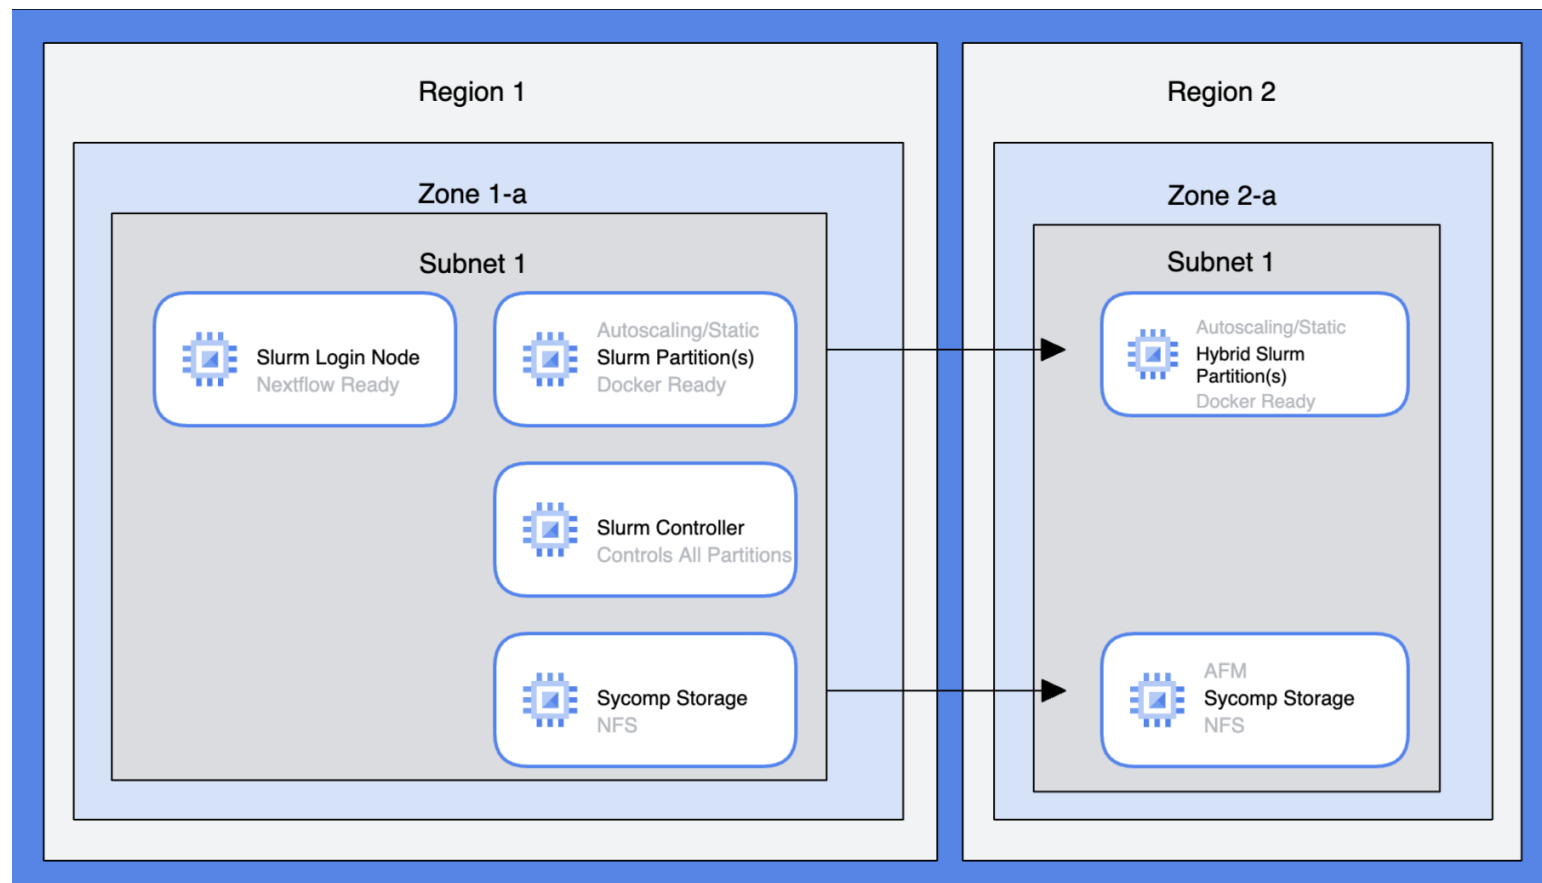 Region 1
Zone 1-a
Subnet 1
Slurm Login Node
Nextflow Ready
Autoscaling/Static
Slurm Partition(s)
Docker Ready
Slurm Controller
Controls All Partitions
Sycomp Storage
NFS
Region 2
Zone 2-a
Subnet 1
Autoscaling/Static
Hybrid Slurm
Partition(s)
Docker Ready
AFM
Sycomp Storage
NFS